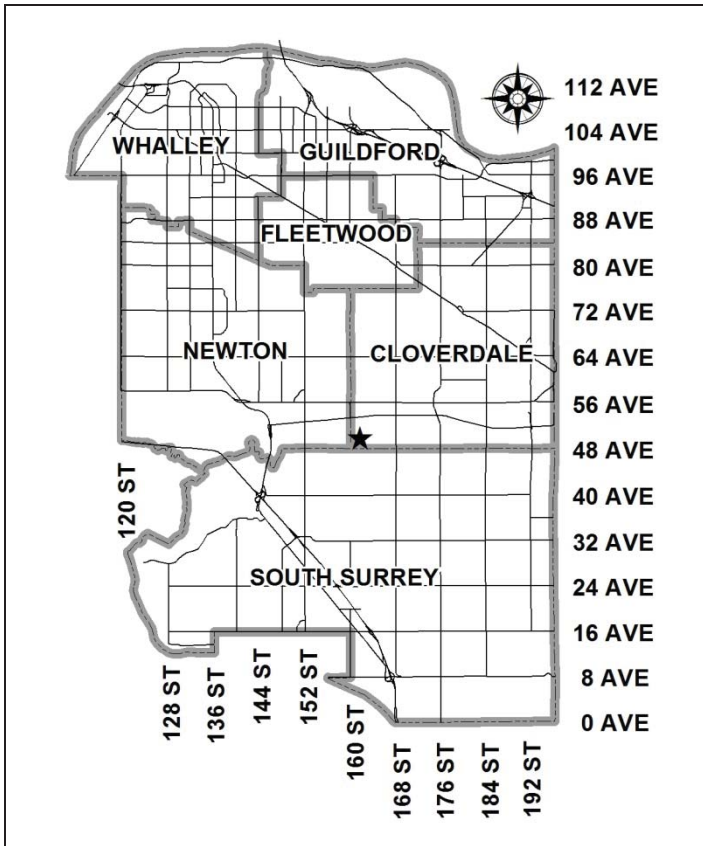 112 AVE
104 AVE
WHALLEY
GUILDFORD
96 AVE
88 AVE
FLEETWOOD
80 AVE
72 AVE
NEWTON
CLOVERDALE
64 AVE
56 AVE
48 AVE
120 ST
40 AVE
32 AVE
SOUTH SURREY
24 AVE
16 AVE
128 ST
136 ST
144 ST
152 ST
160 ST
8 AVE
0 AVE
168 ST
176 ST
184 ST
192 ST